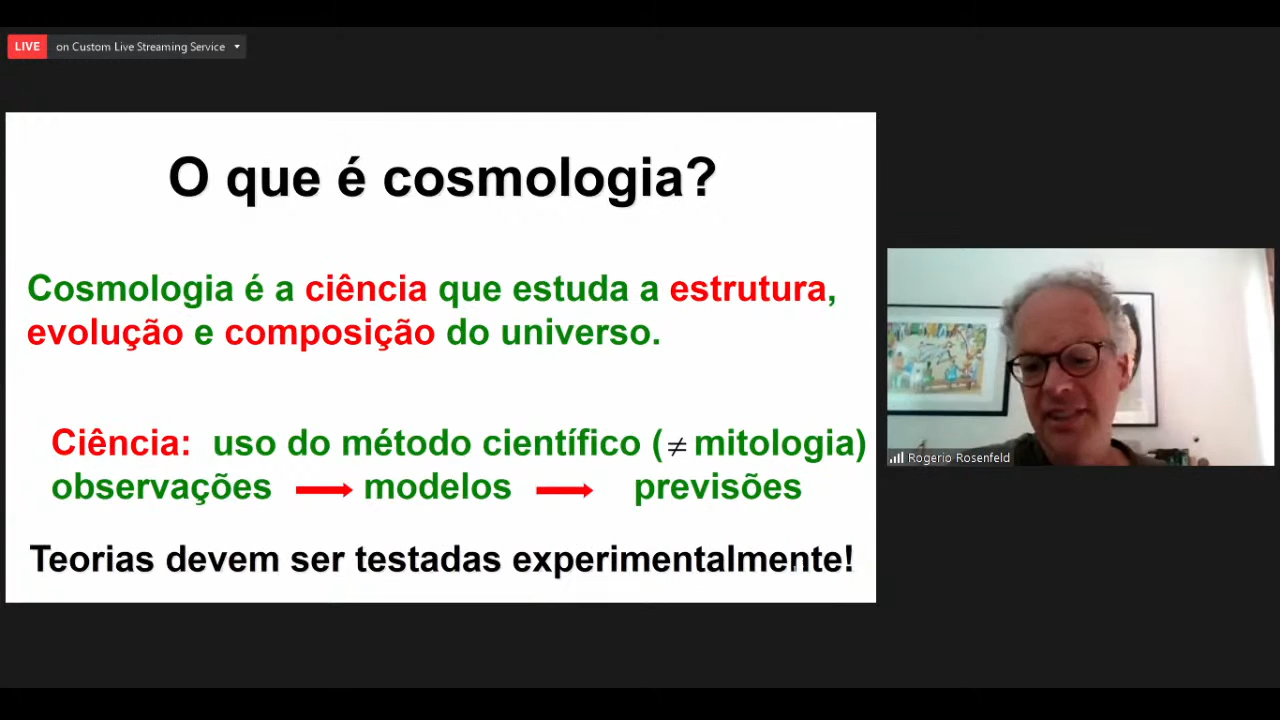 LIVE on Custom Live Streaming Service
O que é cosmologia?
Cosmologia é a ciência que estuda a estrutura,
evolução e composição do universo.
Ciência: uso do método científico (≠ mitologia)
observações → modelos → previsões
Teorias devem ser testadas experimentalmente!
Rogerio Rosenfeld